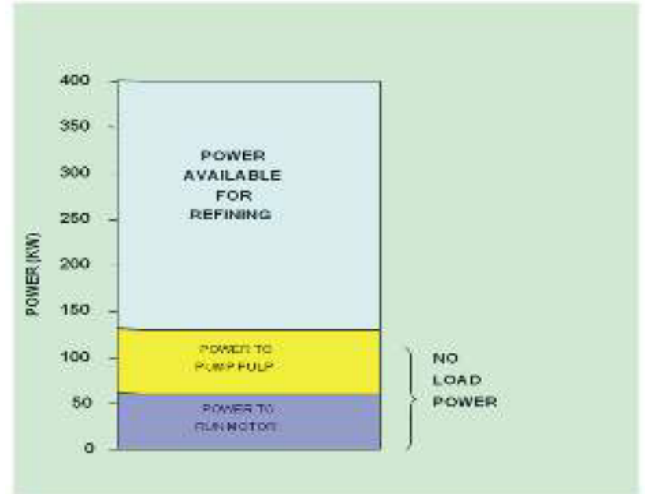 400
350
300
250
200
150
100
50
0
POWER (KW)
POWER
AVAILABLE
FOR
REFINING
POWER TO
PUMP PULP
POWER TO
RUN MOTOR
NO
LOAD
POWER